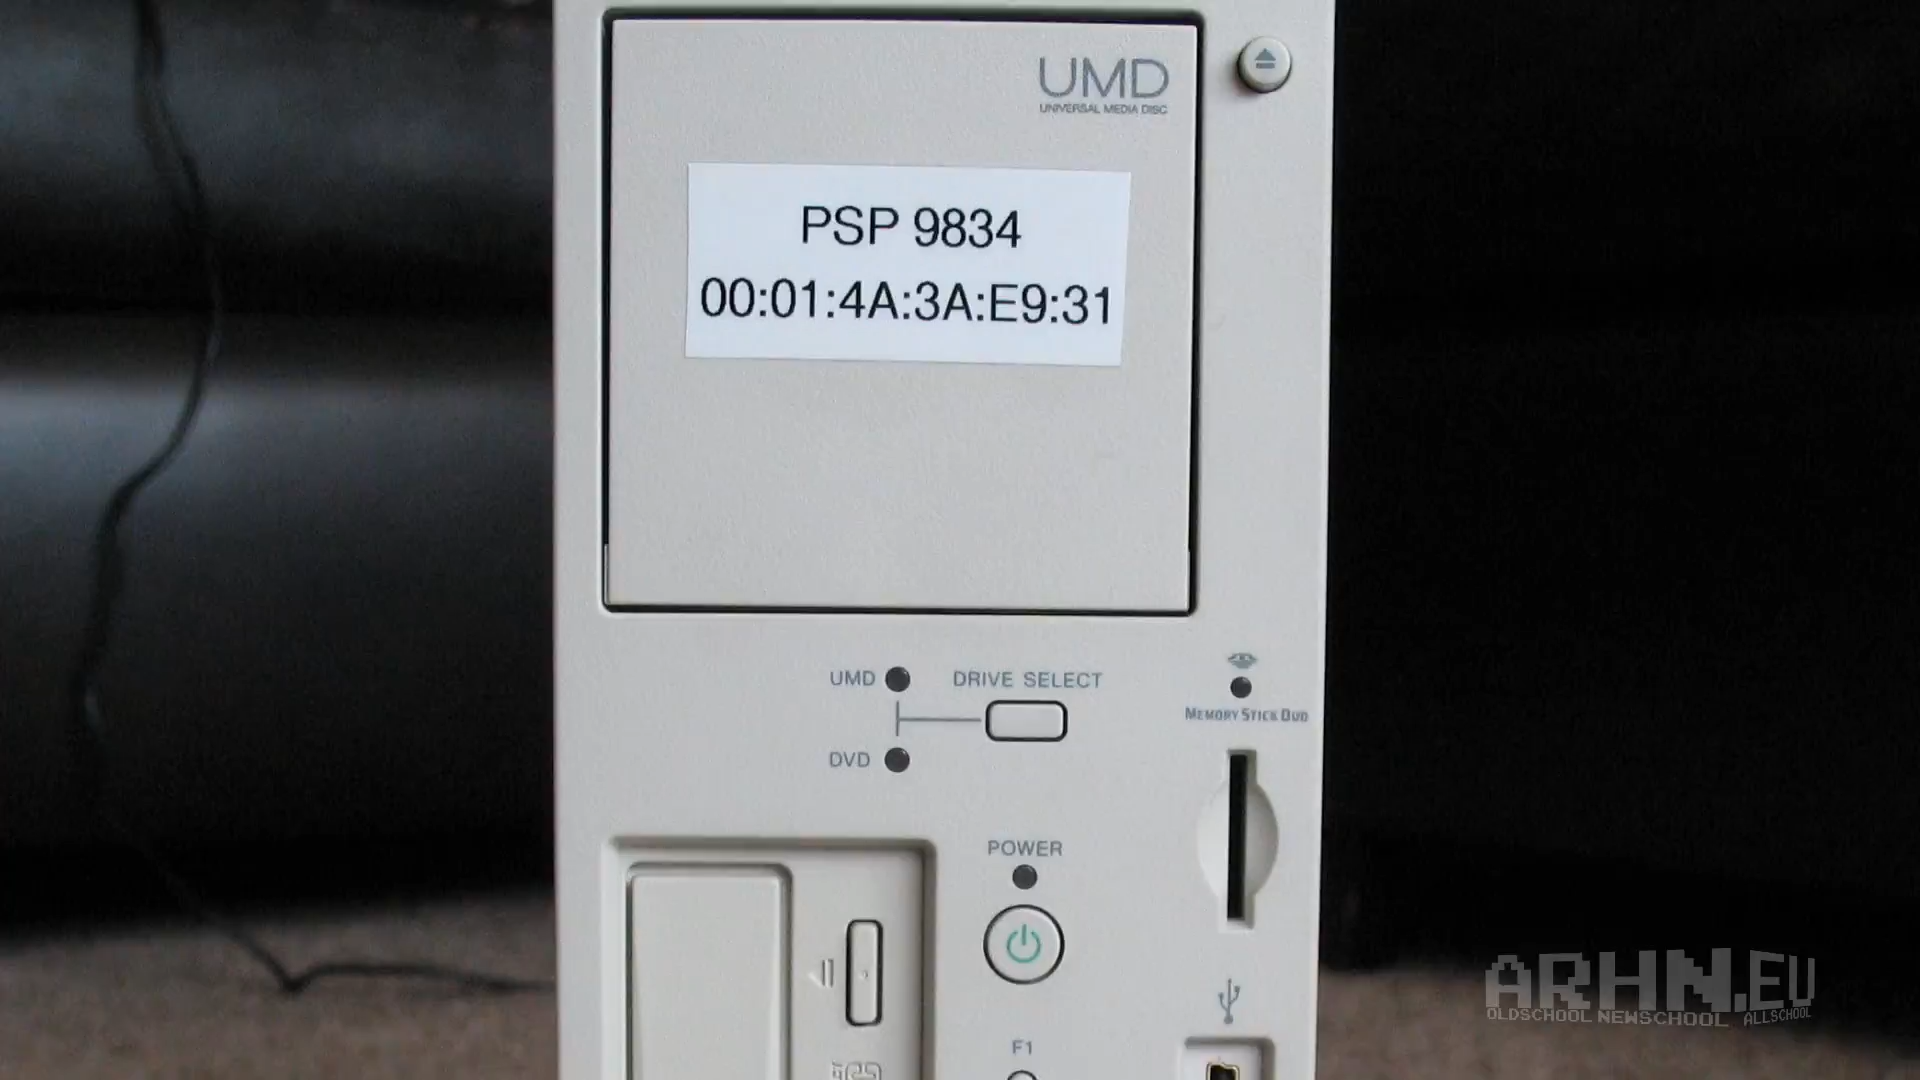 UMD
UNIVERSAL MEDIA DISC
PSP 9834
00:01:4A:3A:E9:31
UMD
DRIVE SELECT
MEMORY STICK DUO
DVD
POWER
F1
ARHN.EU
OLDSCHOOL NEWSCHOOL ALLSCHOOL